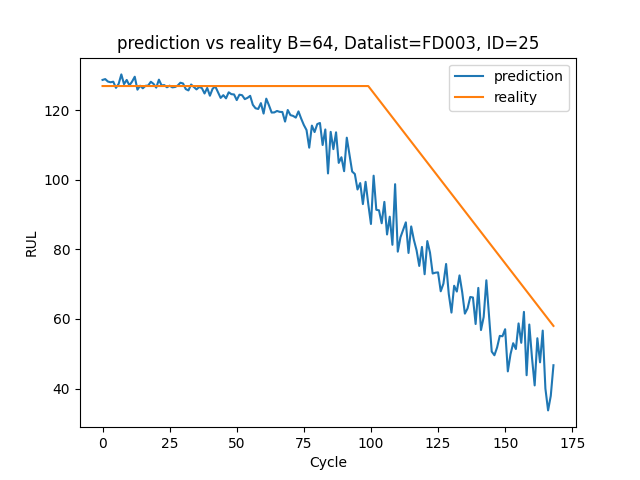 prediction vs reality B=64, Datalist=FD003, ID=25
prediction
reality
120
100
80
60
40
RUL
0 25 50 75 100 125 150 175
Cycle